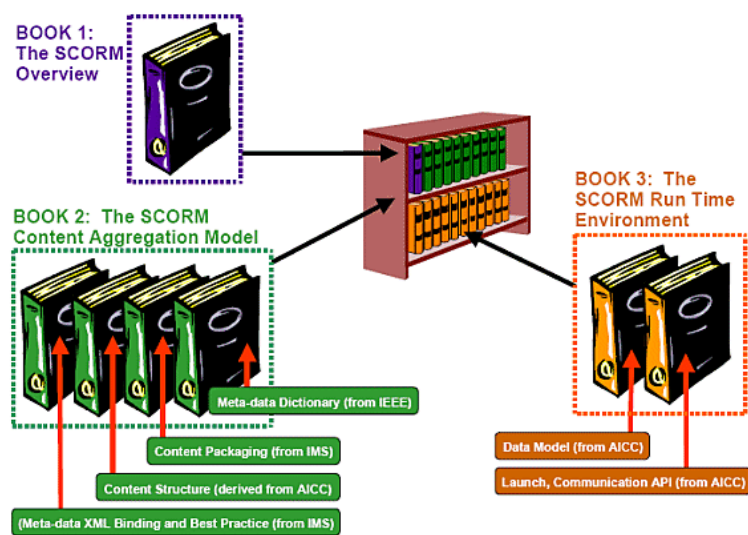 BOOK 1:
The SCORM
Overview
BOOK 2: The SCORM
Content Aggregation Model
BOOK 3: The
SCORM Run Time
Environment
Meta-data Dictionary (from IEEE)
Content Packaging (from IMS)
Content Structure (derived from AICC)
(Meta-data XML Binding and Best Practice (from IMS)
Data Model (from AICC)
Launch, Communication API (from AICC)